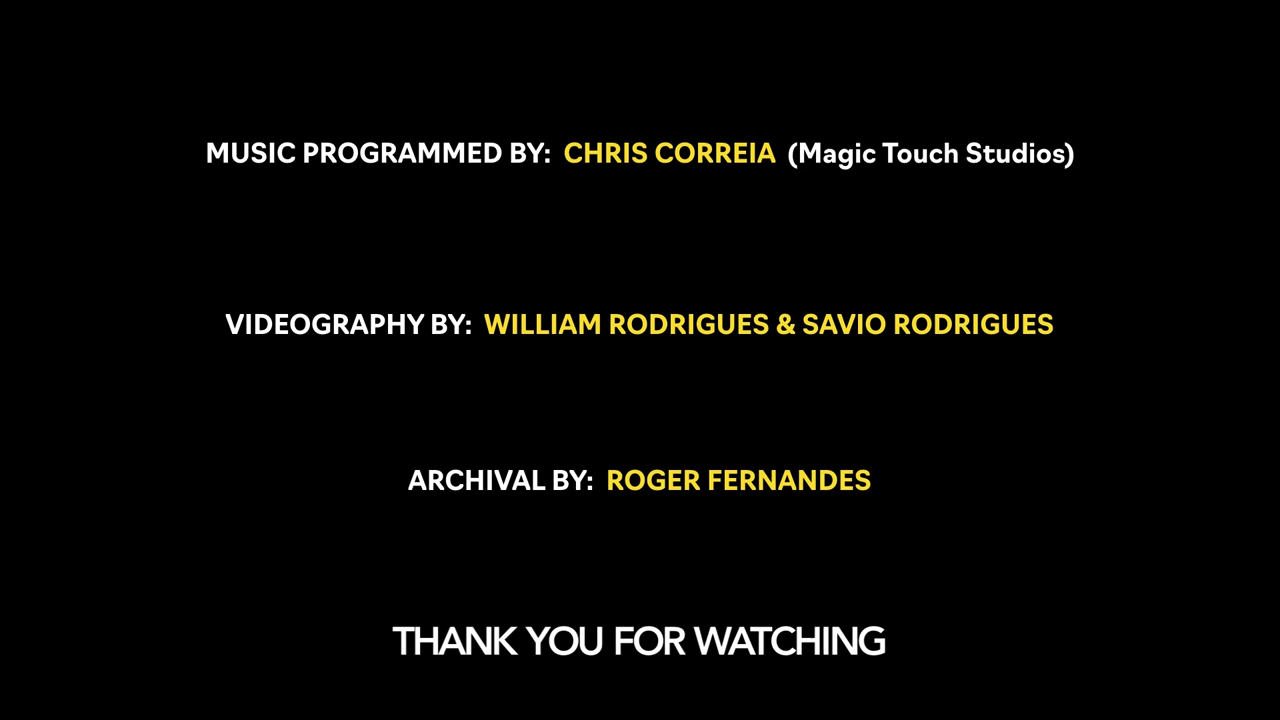 MUSIC PROGRAMMED BY: CHRIS CORREIA (Magic Touch Studios)
VIDEOGRAPHY BY: WILLIAM RODRIGUES & SAVIO RODRIGUES
ARCHIVAL BY: ROGER FERNANDES
THANK YOU FOR WATCHING